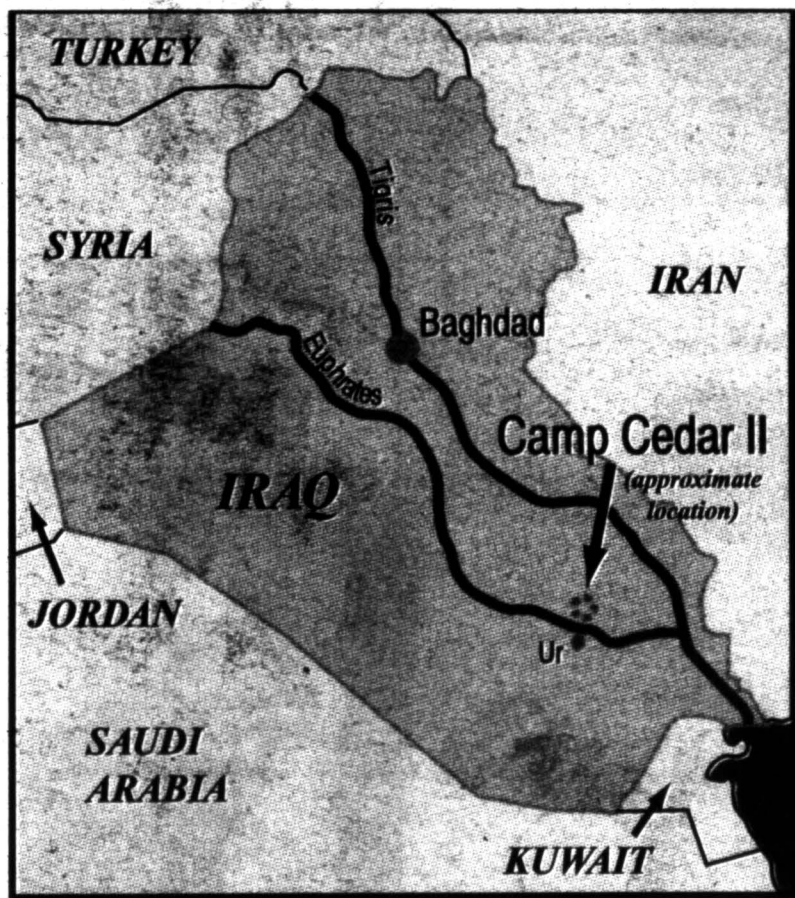 TURKEY
Tigris
SYRIA
IRAN
Baghdad
Euphrates
Camp Cedar II
(approximate
location)
IRAQ
JORDAN
Ur
SAUDI
ARABIA
KUWAIT